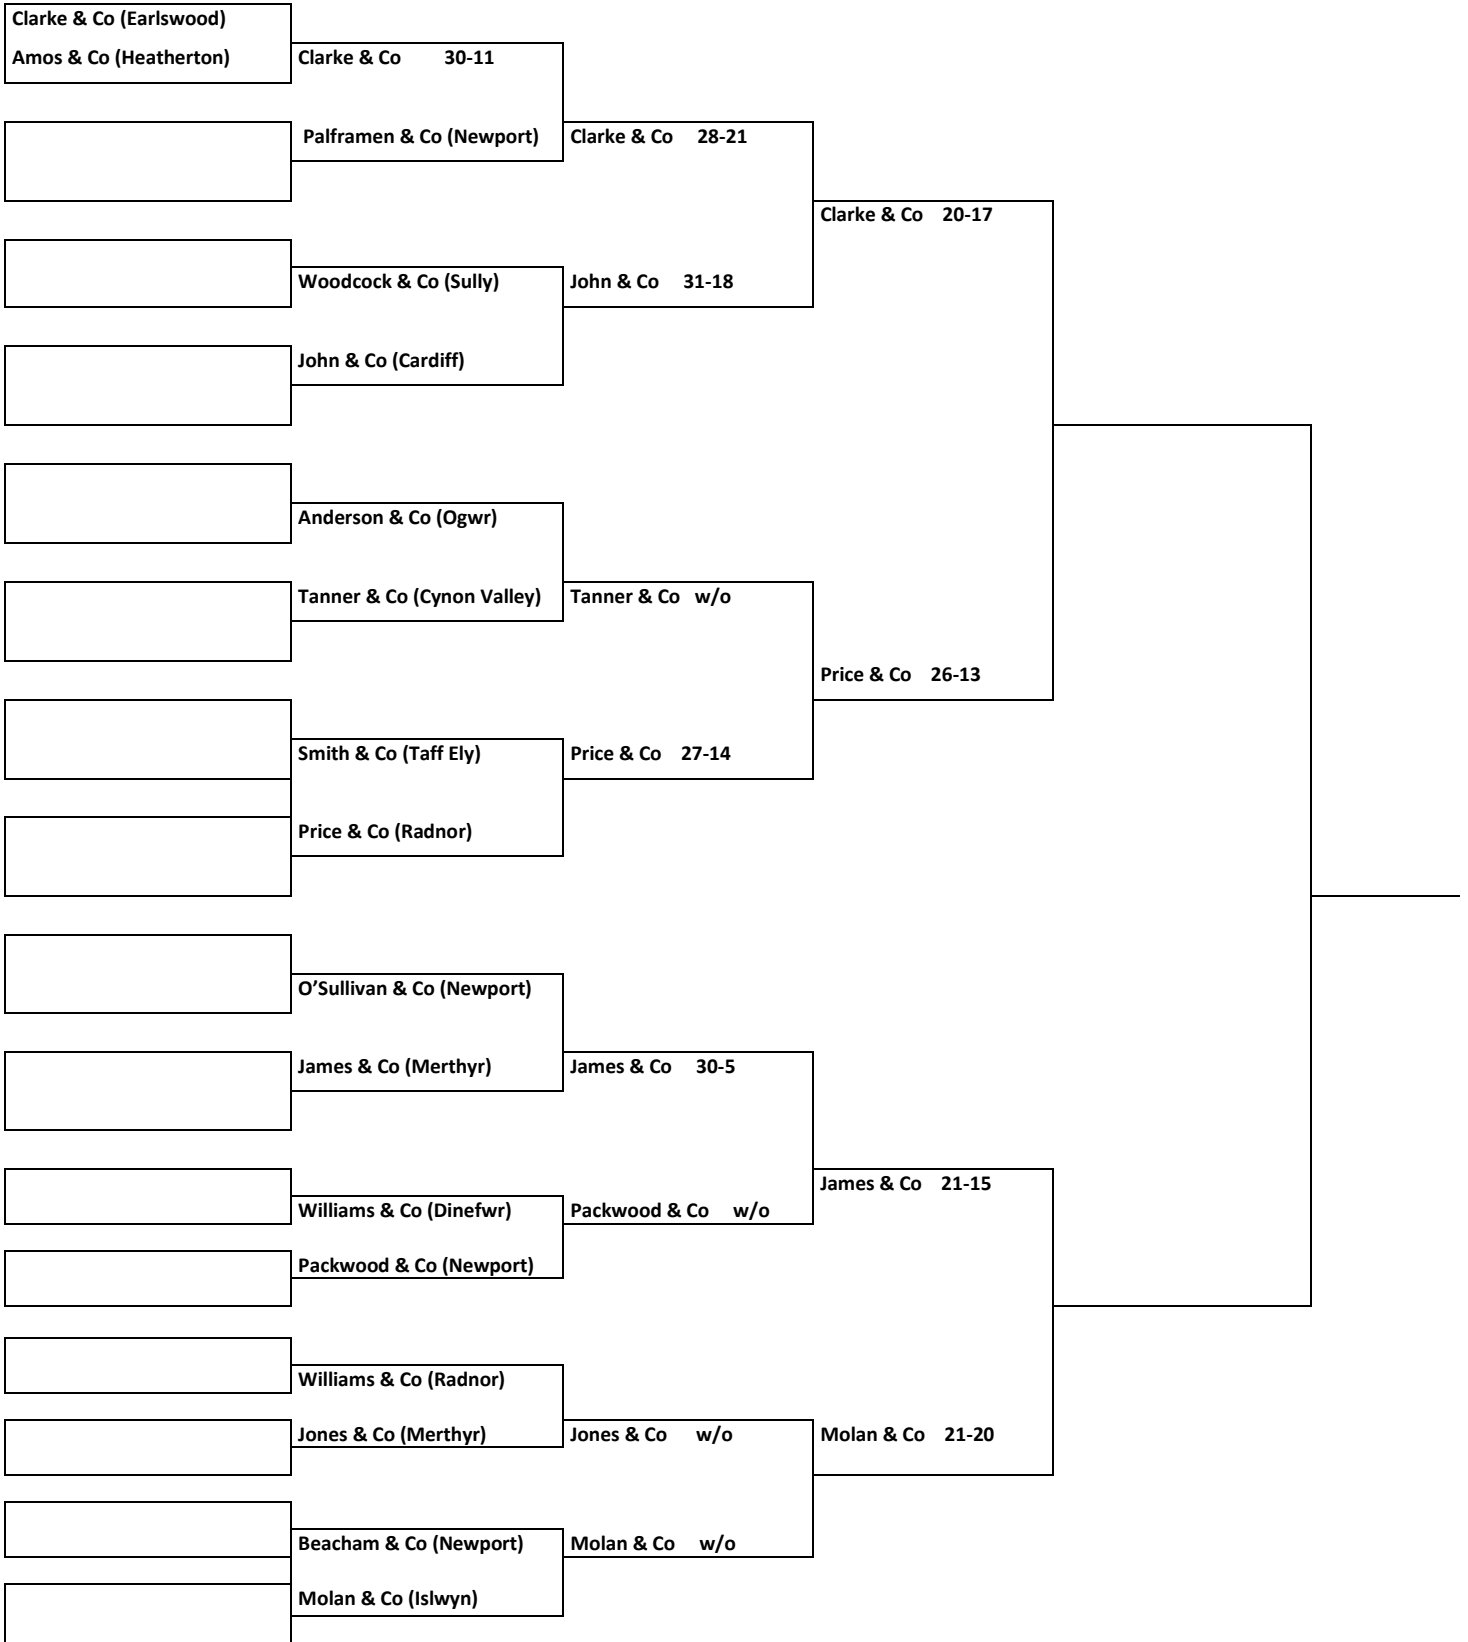 Clarke & Co (Earlswood)
Amos & Co (Heatherton)
Clarke & Co 30-11
Palframen & Co (Newport)
Clarke & Co 28-21
Clarke & Co 20-17
Woodcock & Co (Sully)
John & Co 31-18
John & Co (Cardiff)
Anderson & Co (Ogwr)
Tanner & Co (Cynon Valley)
Tanner & Co w/o
Price & Co 26-13
Smith & Co (Taff Ely)
Price & Co 27-14
Price & Co (Radnor)
O’Sullivan & Co (Newport)
James & Co (Merthyr)
James & Co 30-5
James & Co 21-15
Williams & Co (Dinefwr)
Packwood & Co w/o
Packwood & Co (Newport)
Williams & Co (Radnor)
Jones & Co (Merthyr)
Jones & Co w/o
Molan & Co 21-20
Beacham & Co (Newport)
Molan & Co w/o
Molan & Co (Islwyn)